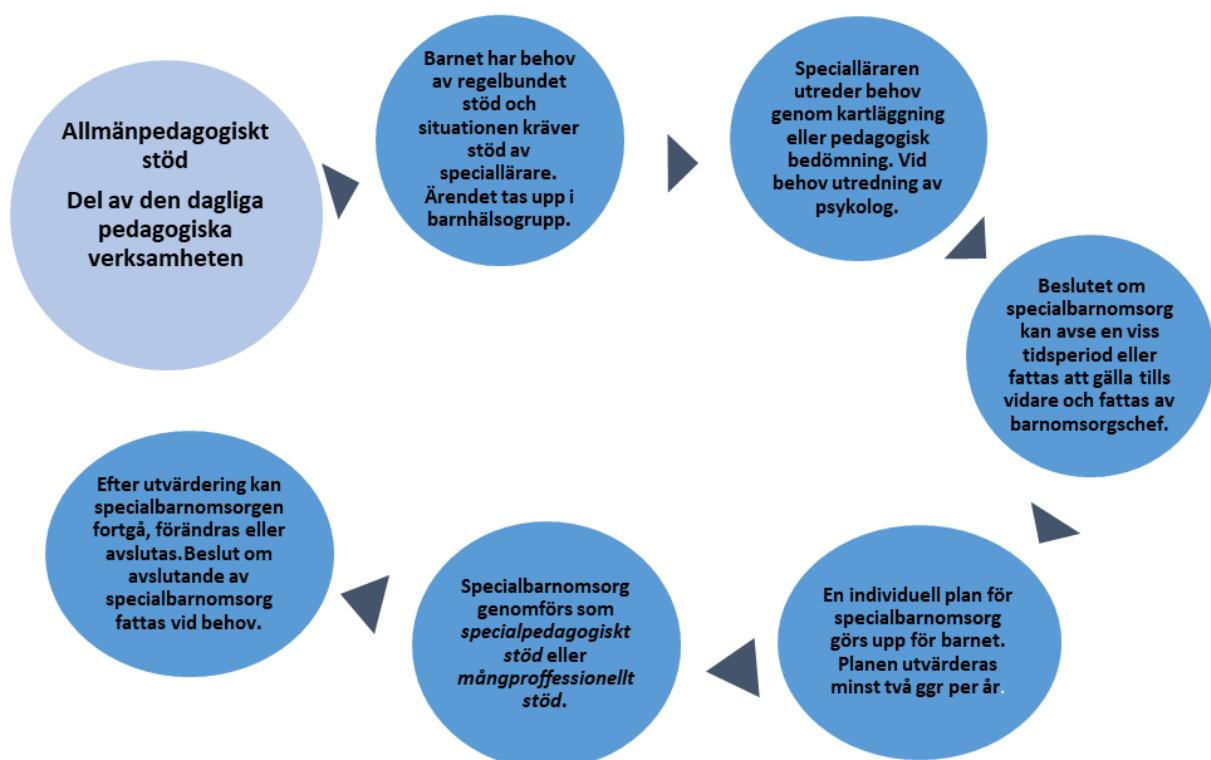 Allmänpedagogiskt
stöd
Del av den dagliga
pedagogiska
verksamheten
Barnet har behov
av regelbundet
stöd och
situationen kräver
stöd av
speciallärare.
Ärendet tas upp i
barnhälsogrupp.
Specialläraren
utreder behov
genom kartläggning
eller pedagogisk
bedömning. Vid
behov utredning av
psykolog.
Beslutet om
specialbarnomsorg
kan avse en viss
tidsperiod eller
fattas att gälla tills
vidare och fattas av
barnomsorgschef.
En individuell plan för
specialbarnomsorg
görs upp för barnet.
Planen utvärderas
minst två ggr per år.
Specialbarnomsorg
genomförs som
specialpedagogiskt
stöd eller
mångproffessionellt
stöd.
Efter utvärdering kan
specialbarnomsorgen
fortgå, förändras eller
avslutas.Beslut om
avslutande av
specialbarnomsorg
fattas vid behov.